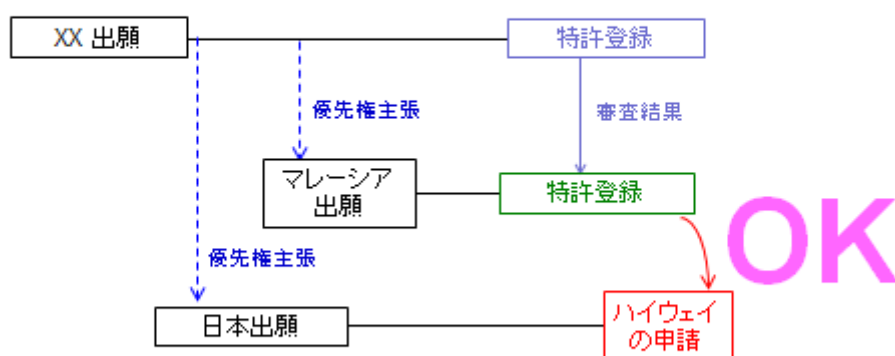 XX 出願
特許登録
優先権主張
審査結果
マレーシア
出願
特許登録
OK
優先権主張
日本出願
ハイウェイ
の申請